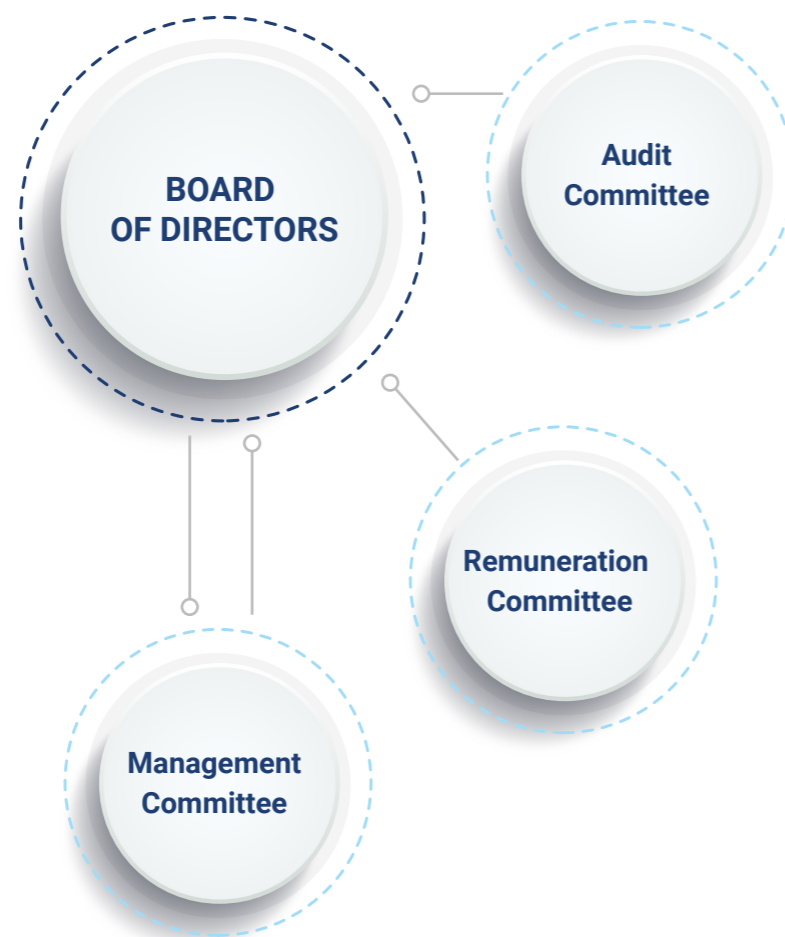 BOARD
OF DIRECTORS
Audit
Committee
Remuneration
Committee
Management
Committee